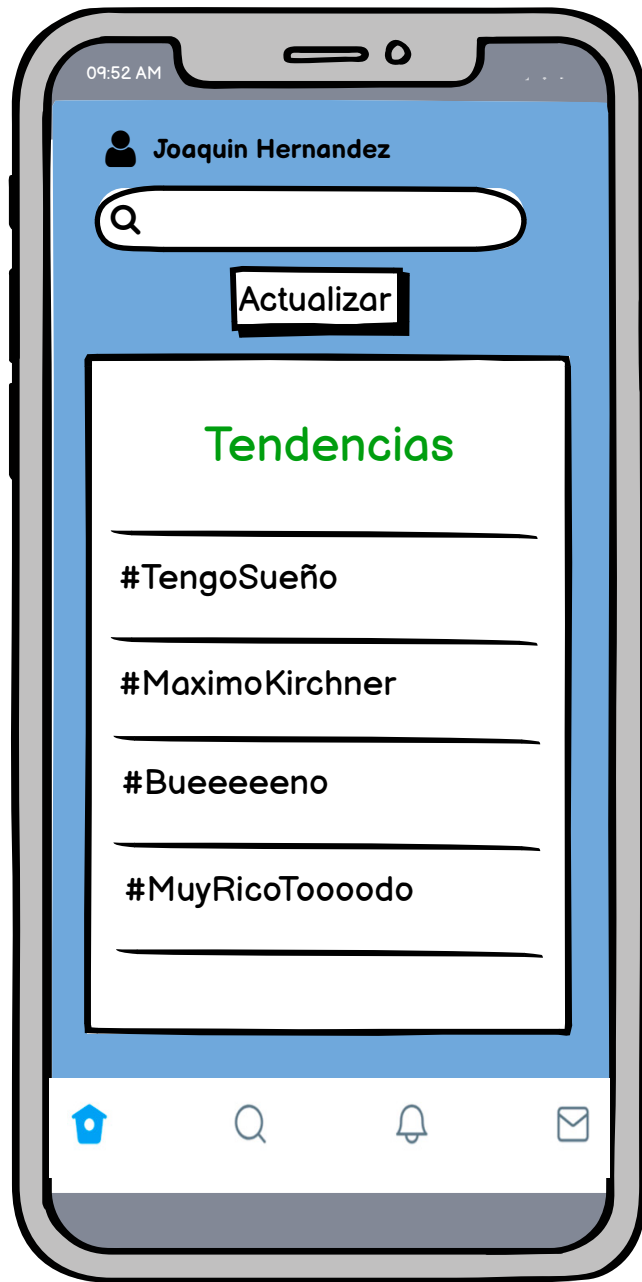 09:52 AM
Joaquin Hernandez
Actualizar
Tendencias
#TengoSueño
#MaximoKirchner
#Bueeeeeno
#MuyRicoToooodo